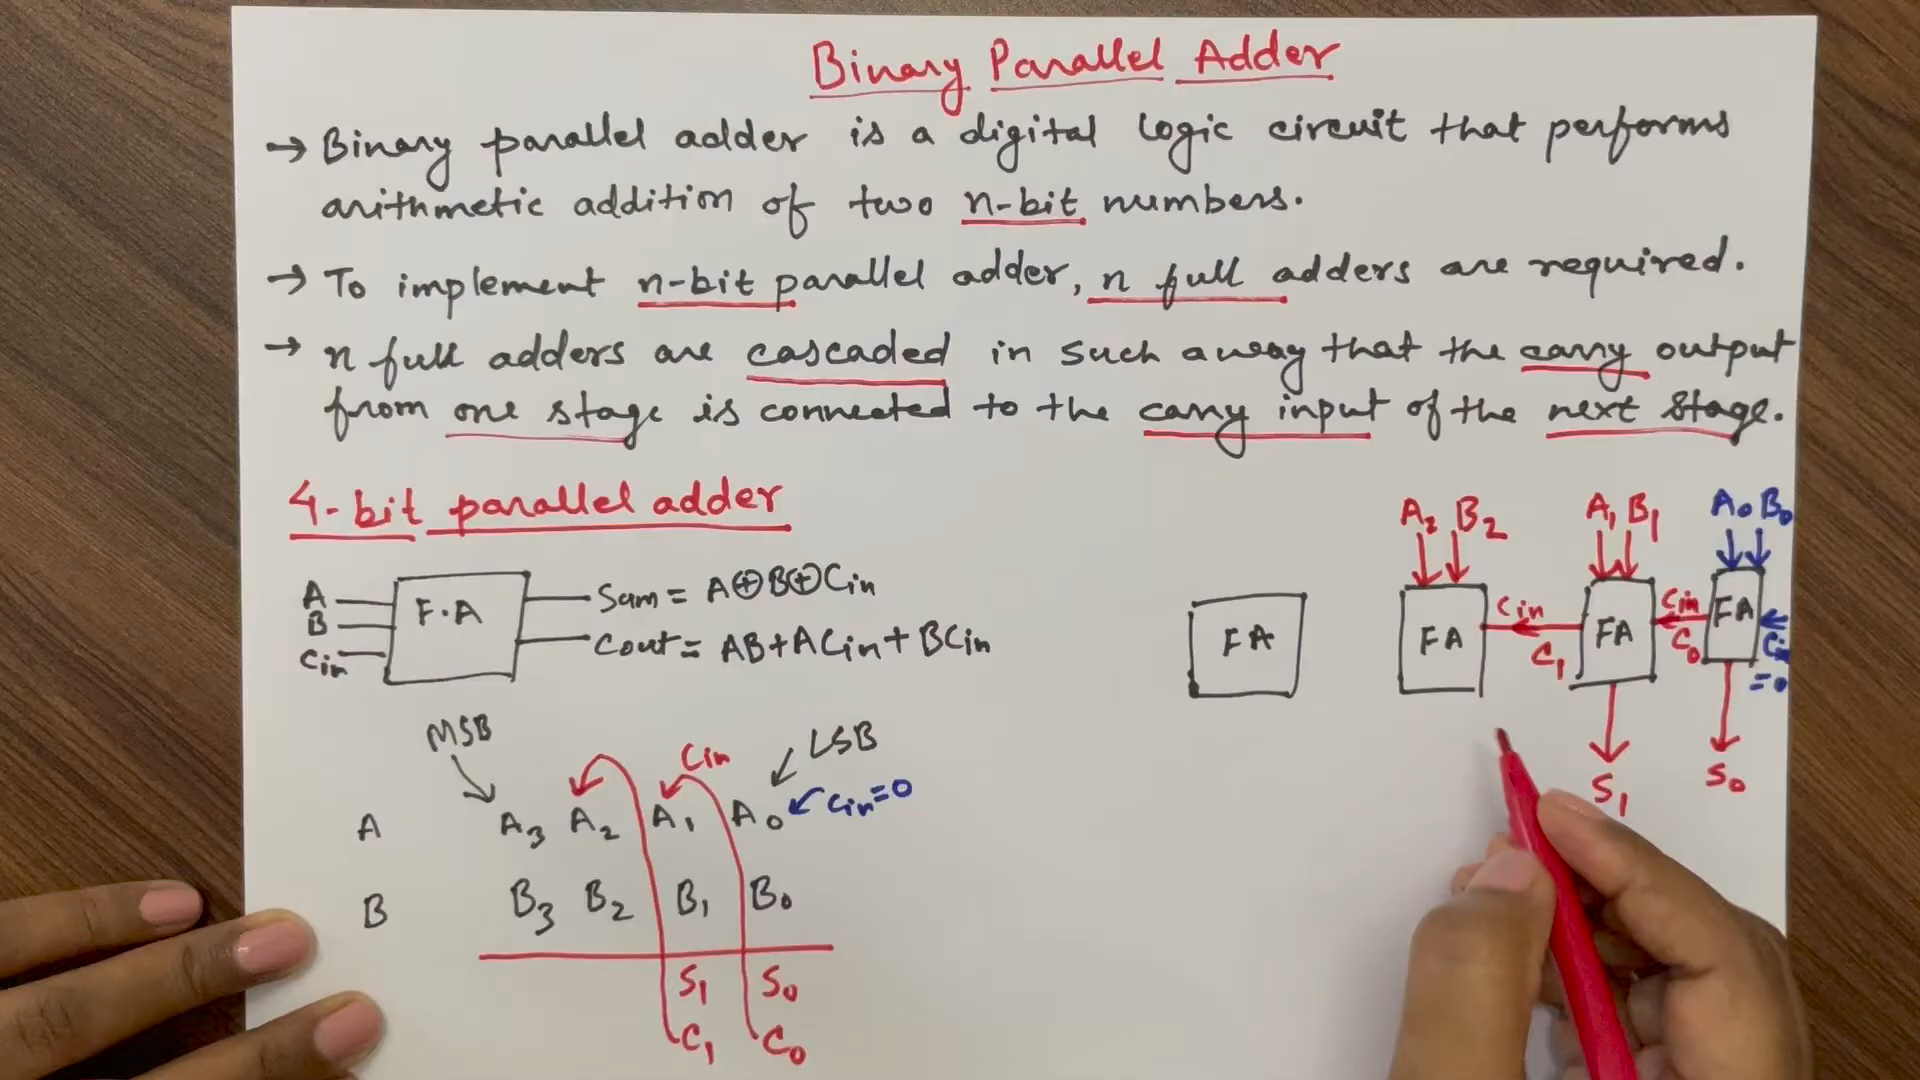 Binary Parallel Adder
→ Binary parallel adder is a digital logic circuit that performs
arithmetic addition of two n-bit numbers.
→ To implement n-bit parallel adder, n full adders are required.
→ n full adders are cascaded in such a way that the carry output
from one stage is connected to the carry input of the next stage.
4-bit parallel adder
A
B
Cin
F.A
Sum = A⊕B⊕Cin
Cout = AB+ACin+BCin
MSB
LSB
Cin
Cin=0
A A3 A2 A1 A0
B B3 B2 B1 B0
S1 S0
C1 C0
A2 B2 A1 B1 A0 B0
FA FA FA FA
Cin Cin Cin
C1 C0 =0
S1 S0